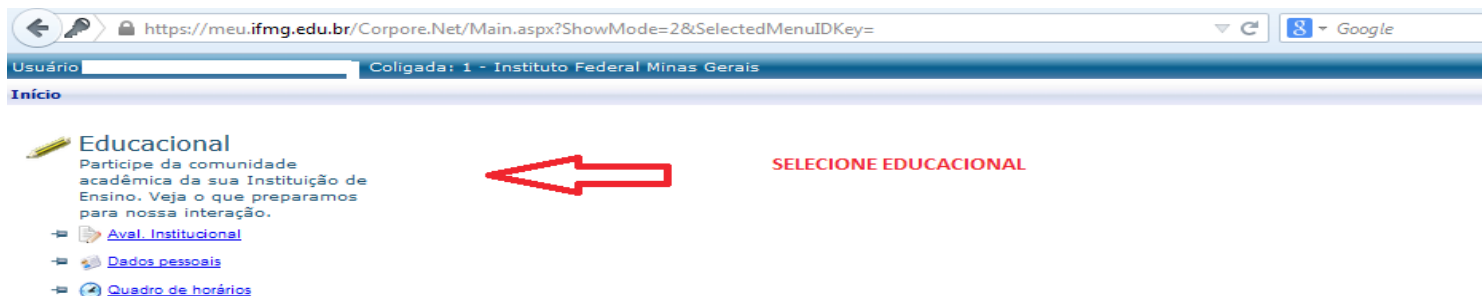 https://meu.ifmg.edu.br/Corpore.Net/Main.aspx?ShowMode=2&SelectedMenuIDKey=
Google
Usuário
Coligada: 1 - Instituto Federal Minas Gerais
Início
Educacional
Participe da comunidade
acadêmica da sua Instituição de
Ensino. Veja o que preparamos
para nossa interação.
SELECIONE EDUCACIONAL
Aval. Institucional
Dados pessoais
Quadro de horários